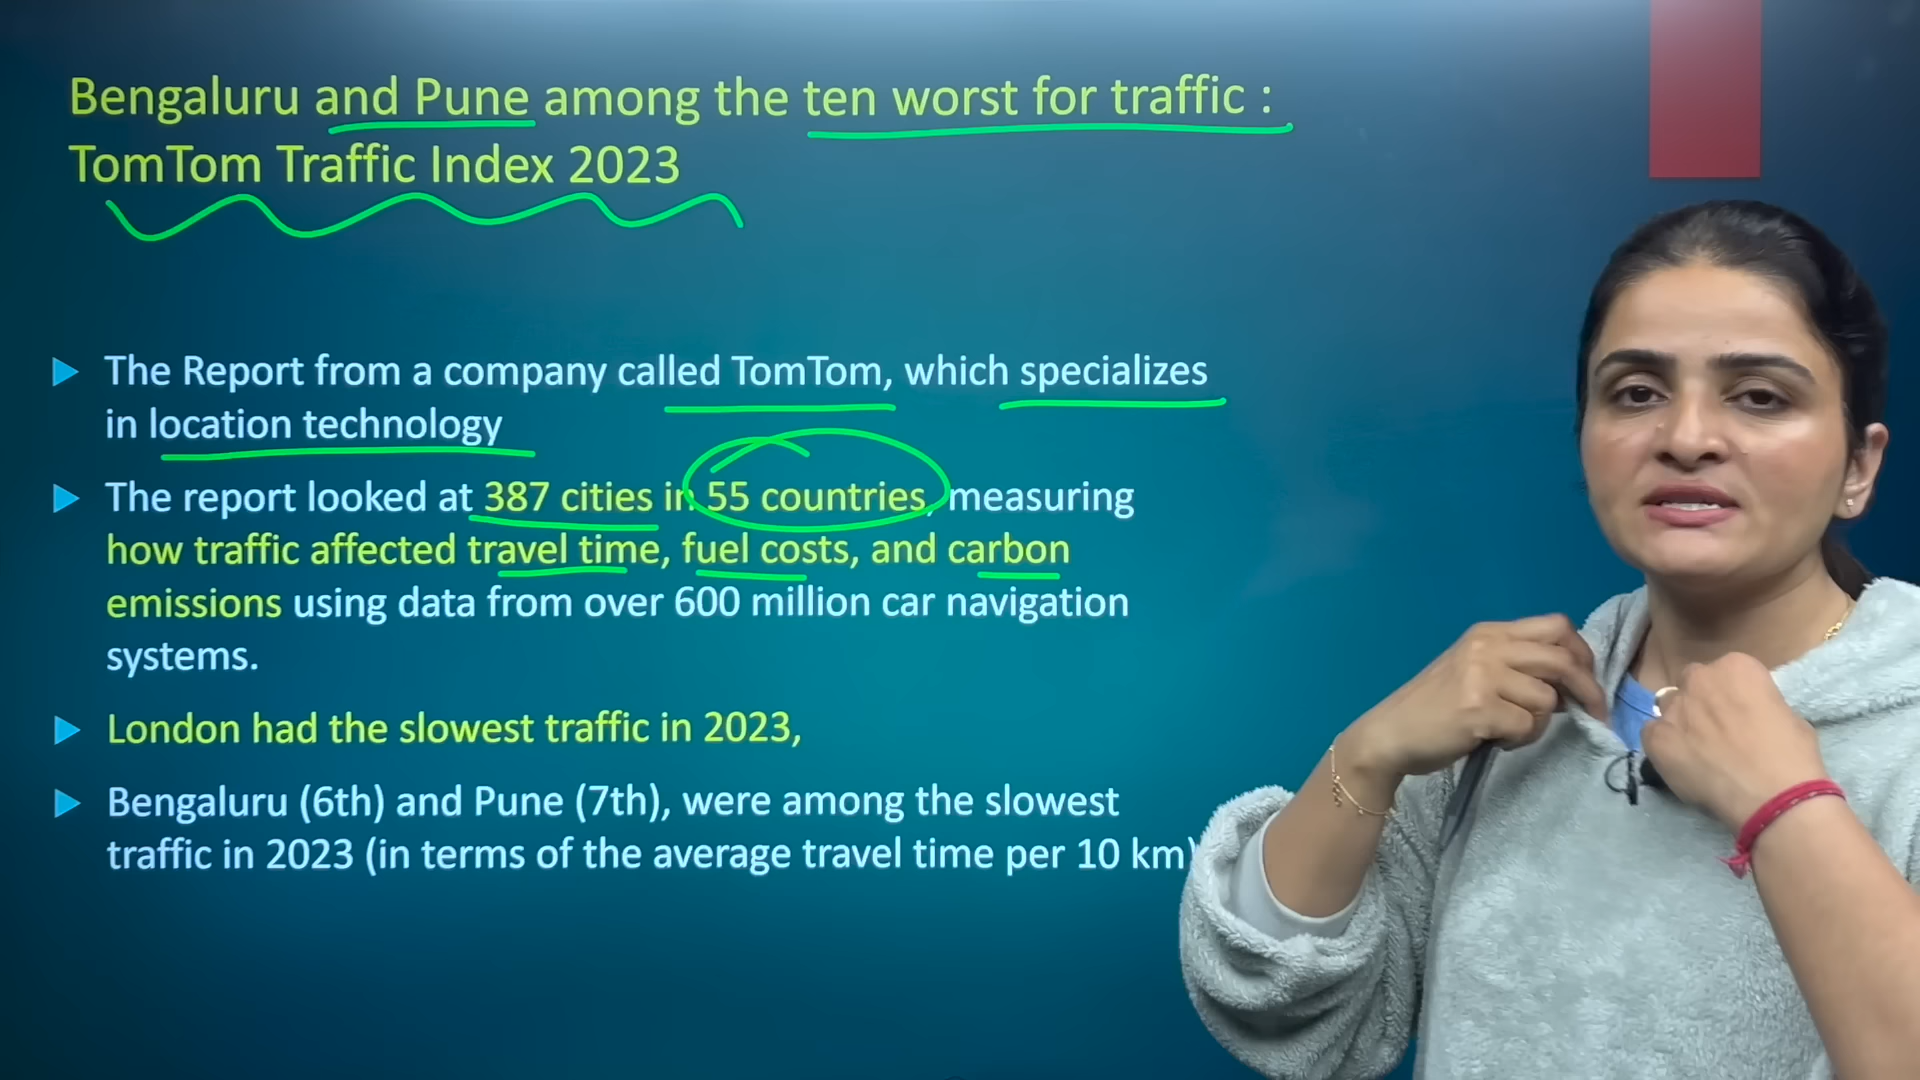 Bengaluru and Pune among the ten worst for traffic :
TomTom Traffic Index 2023
The Report from a company called TomTom, which specializes
in location technology
The report looked at 387 cities in 55 countries, measuring
how traffic affected travel time, fuel costs, and carbon
emissions using data from over 600 million car navigation
systems.
London had the slowest traffic in 2023,
Bengaluru (6th) and Pune (7th), were among the slowest
traffic in 2023 (in terms of the average travel time per 10 km)